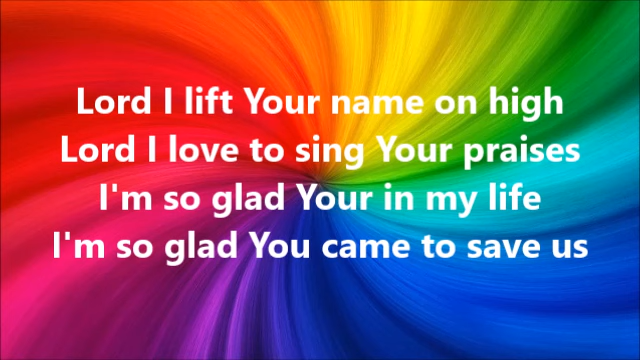 Lord I lift Your name on high
Lord I love to sing Your praises
I'm so glad Your in my life
I'm so glad You came to save us